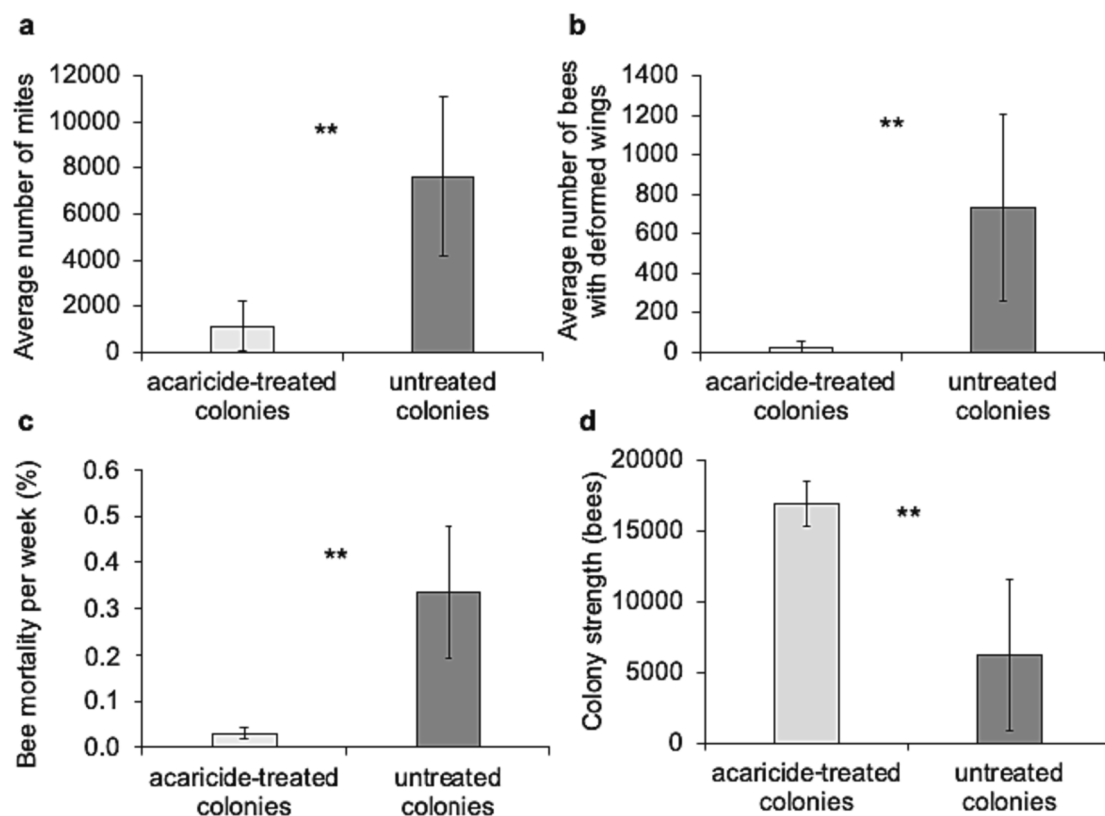 a
Average number of mites
12000
10000
8000
6000
4000
2000
0
**
acaricide-treated
colonies
untreated
colonies
b
Average number of bees
with deformed wings
1400
1200
1000
800
600
400
200
0
**
acaricide-treated
colonies
untreated
colonies
c
Bee mortality per week (%)
0.6
0.5
0.4
0.3
0.2
0.1
0.0
**
acaricide-treated
colonies
untreated
colonies
d
Colony strength (bees)
20000
15000
10000
5000
0
**
acaricide-treated
colonies
untreated
colonies